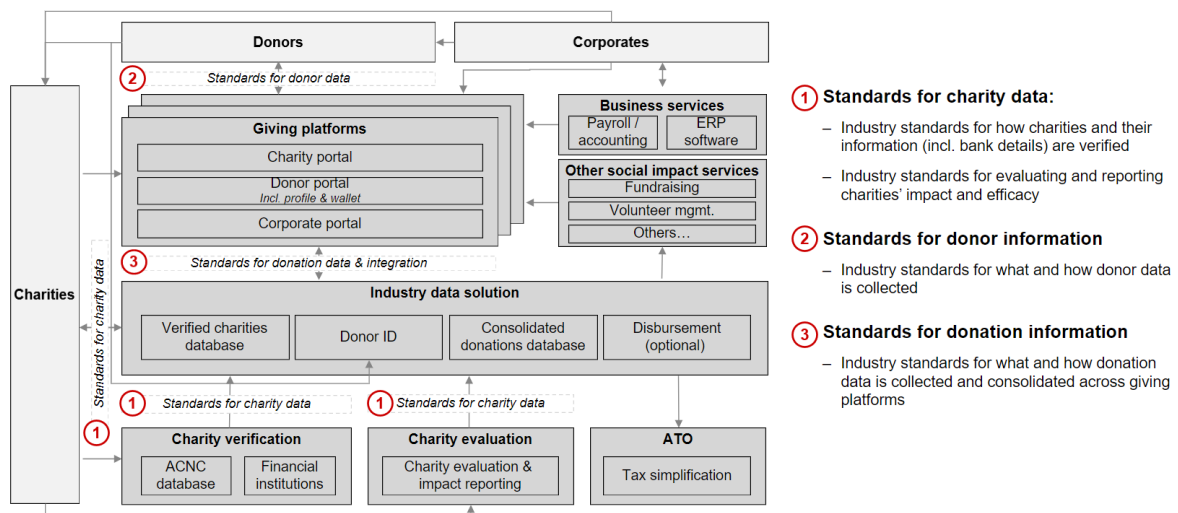 Donors
Corporates
2
Standards for donor data
Giving platforms
Charity portal
Donor portal
Incl. profile & wallet
Corporate portal
Business services
Payroll /
accounting
ERP
software
Other social impact services
Fundraising
Volunteer mgmt.
Others…
3
Standards for donation data & integration
Charities
Standards for charity data
Industry data solution
Verified charities
database
Donor ID
Consolidated
donations database
Disbursement
(optional)
1
Standards for charity data
1
Standards for charity data
1
Charity verification
ACNC
database
Financial
institutions
Charity evaluation
Charity evaluation &
impact reporting
ATO
Tax simplification
1 Standards for charity data:
– Industry standards for how charities and their
information (incl. bank details) are verified
– Industry standards for evaluating and reporting
charities’ impact and efficacy
2 Standards for donor information
– Industry standards for what and how donor data
is collected
3 Standards for donation information
– Industry standards for what and how donation
data is collected and consolidated across giving
platforms